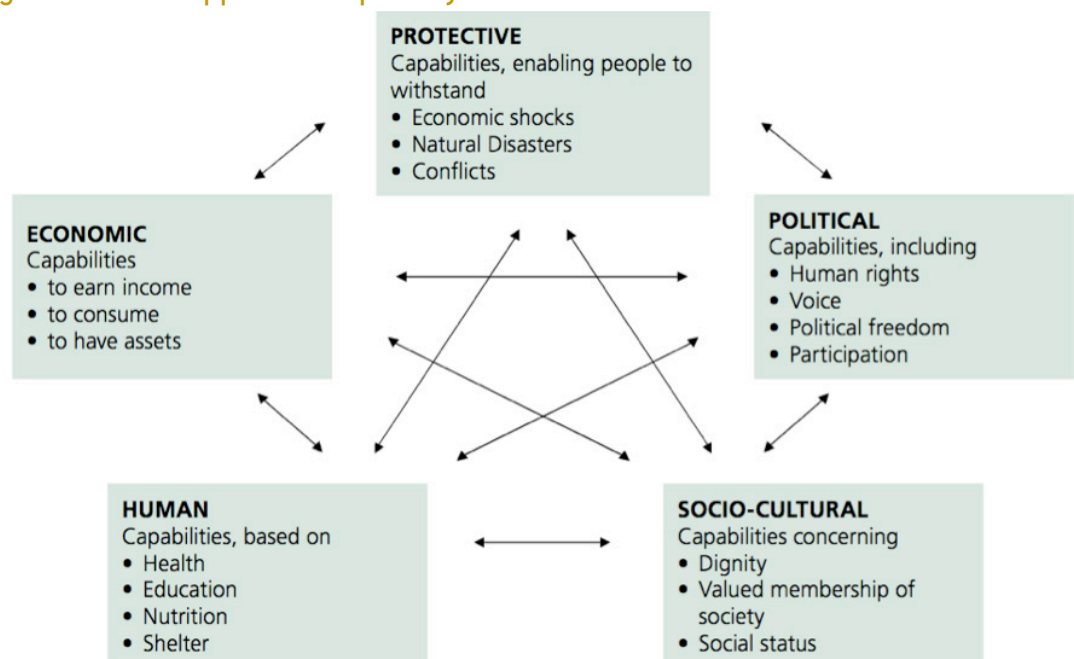 PROTECTIVE
Capabilities, enabling people to
withstand
• Economic shocks
• Natural Disasters
• Conflicts
ECONOMIC
Capabilities
• to earn income
• to consume
• to have assets
POLITICAL
Capabilities, including
• Human rights
• Voice
• Political freedom
• Participation
HUMAN
Capabilities, based on
• Health
• Education
• Nutrition
• Shelter
SOCIO-CULTURAL
Capabilities concerning
• Dignity
• Valued membership of
society
• Social status